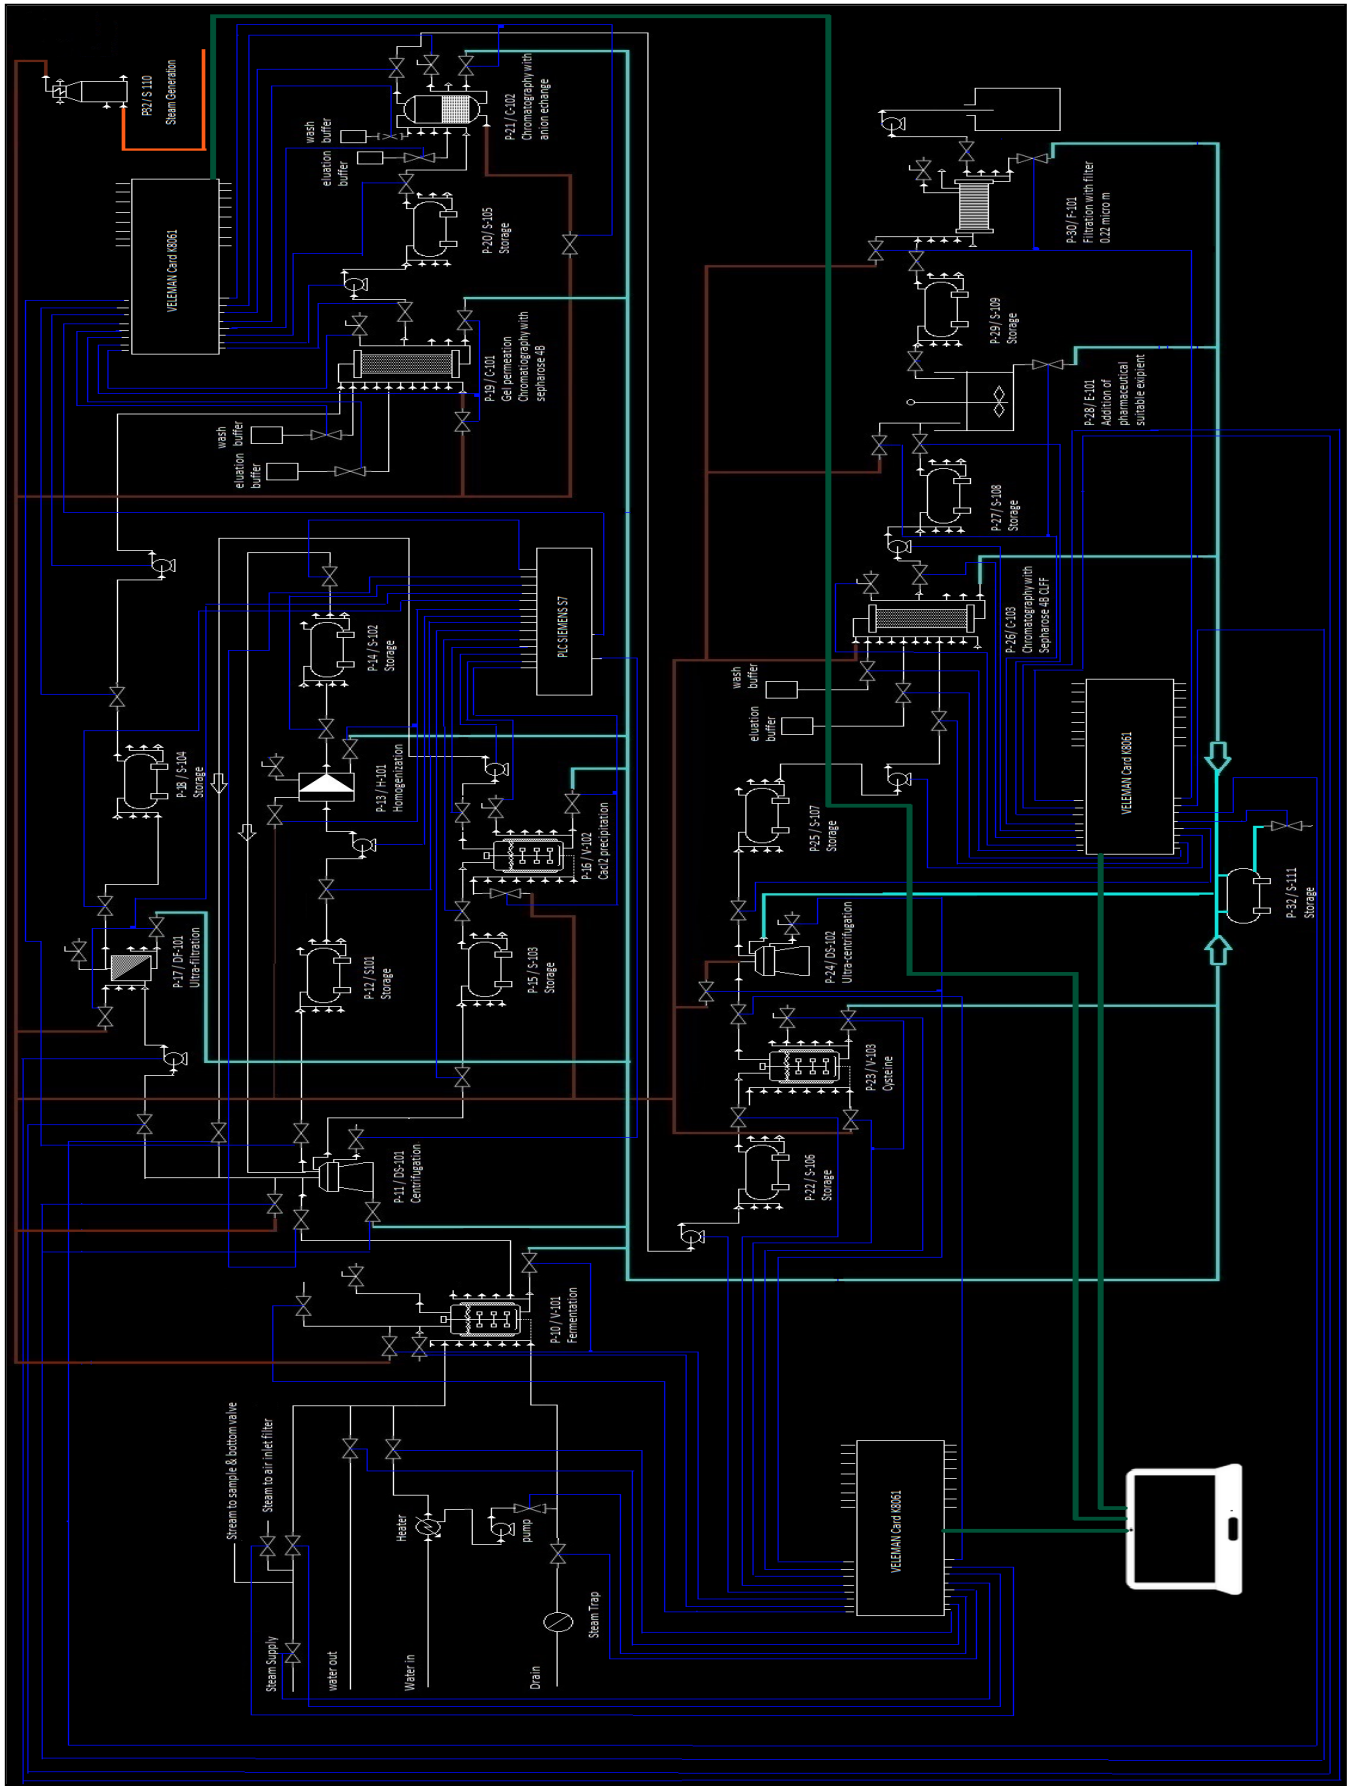 P32 / S 110
Steam Generation
VELEMAN Card K8061
wash
buffer
eluation
buffer
P-21 / C-102
Chromatography with
anion echange
P-20 / S-105
Storage
P-19 / C-101
Gel permeation
Chromatiography with
sepharose 4B
wash
buffer
eluation
buffer
P-18 / S-104
Storage
P-14 / S-102
Storage
PLC SIEMENS S7
P-13 / H-101
Homogenization
P-16 / V-102
Cacl2 precipitation
P-17 / DF-101
Ultra-filtration
P-12 / S101
Storage
P-15 / S-103
Storage
P-11 / DS-101
Centrifugation
P-10 / V-101
Fermentation
Stream to sample & bottom valve
Steam to air inlet filter
Steam Supply
water out
Water in
Heater
pump
Drain
Steam Trap
P-30 / F-101
Filtration with filter
0.22 micro m
P-29 / S-109
Storage
P-28 / E-101
Addition of
pharmaceutical
suitable exipient
P-27 / S-108
Storage
P-26 / C-103
Chromatography with
Sepharose 4B CLFF
wash
buffer
eluation
buffer
P-25 / S-107
Storage
VELEMAN Card K8061
P-32 / S-111
Storage
P-24 / DS-102
Ultra-centrifugation
P-23 / V-103
Cysteine
P-22 / S-106
Storage
VELEMAN Card K8061